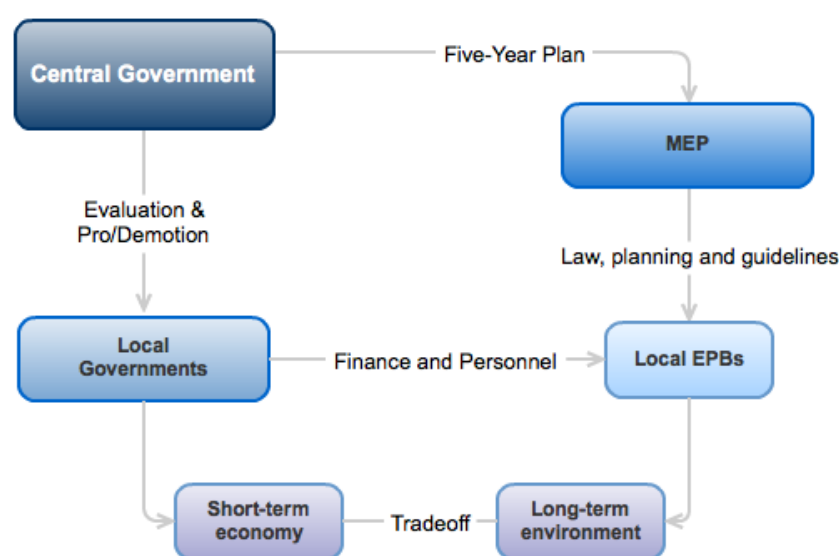 Central Government
Five-Year Plan
MEP
Evaluation &
Pro/Demotion
Law, planning and guidelines
Local
Governments
Finance and Personnel
Local EPBs
Short-term
economy
Tradeoff
Long-term
environment